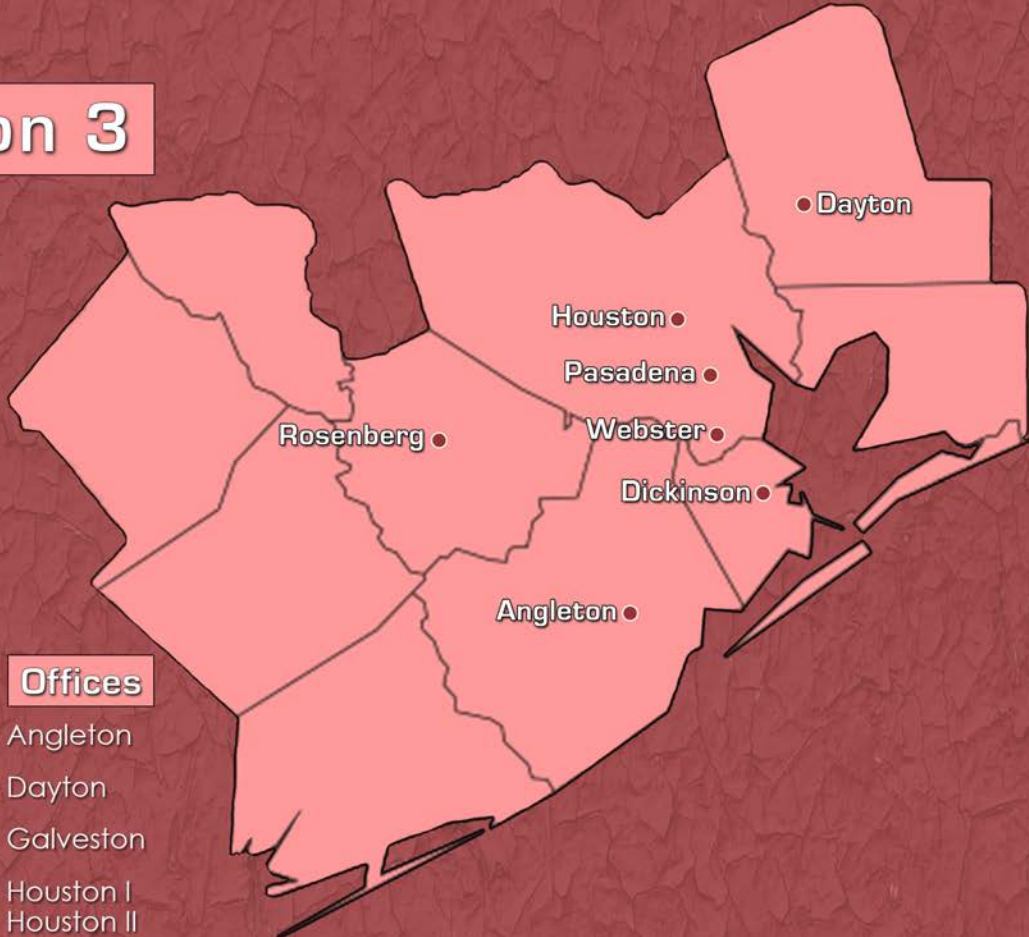 on 3
Dayton
Houston
Pasadena
Webster
Rosenberg
Dickinson
Angleton
Offices
Angleton
Dayton
Galveston
Houston I
Houston II